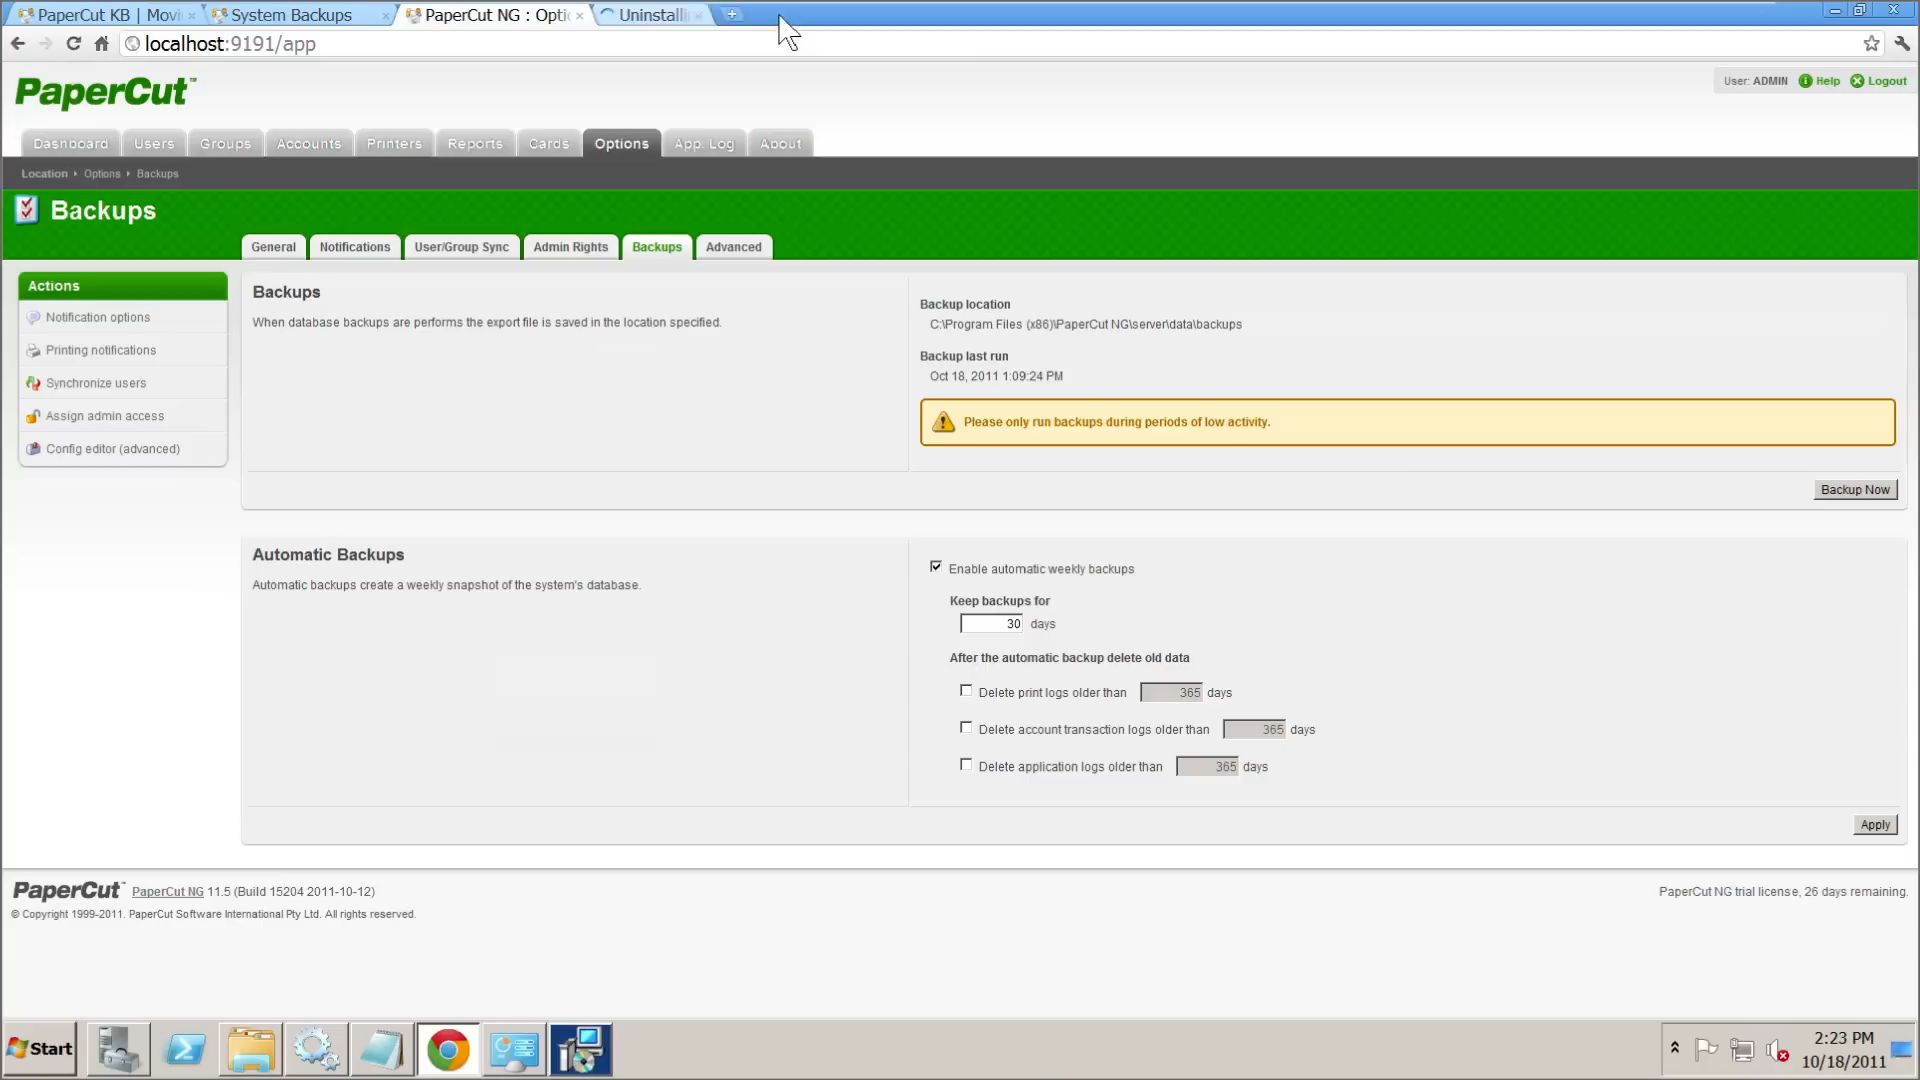 PaperCut KB | Movi
System Backups
PaperCut NG : Opti
Uninstalli
localhost:9191/app
PaperCut™
User: ADMIN Help Logout
Dashboard Users Groups Accounts Printers Reports Cards Options App. Log About
Location Options Backups
Backups
General Notifications User/Group Sync Admin Rights Backups Advanced
Actions
Notification options
Printing notifications
Synchronize users
Assign admin access
Config editor (advanced)
Backups
When database backups are performs the export file is saved in the location specified.
Backup location
C:\Program Files (x86)\PaperCut NG\server\data\backups
Backup last run
Oct 18, 2011 1:09:24 PM
Please only run backups during periods of low activity.
Backup Now
Automatic Backups
Automatic backups create a weekly snapshot of the system's database.
Enable automatic weekly backups
Keep backups for
30 days
After the automatic backup delete old data
Delete print logs older than 365 days
Delete account transaction logs older than 365 days
Delete application logs older than 365 days
Apply
PaperCut™ PaperCut NG 11.5 (Build 15204 2011-10-12)
© Copyright 1999-2011. PaperCut Software International Pty Ltd. All rights reserved.
PaperCut NG trial license, 26 days remaining.
Start
2:23 PM
10/18/2011